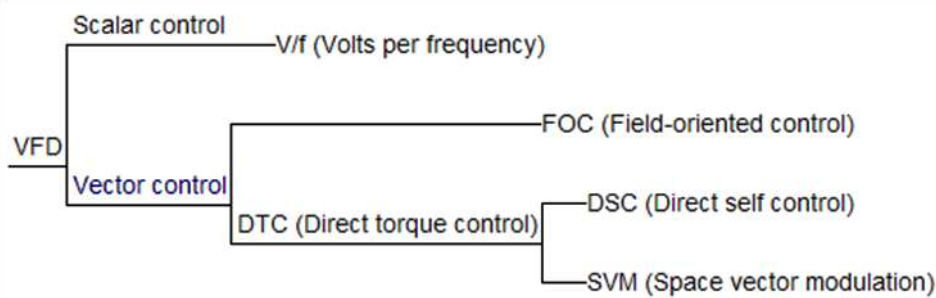 Scalar control
V/f (Volts per frequency)
FOC (Field-oriented control)
VFD
Vector control
DSC (Direct self control)
DTC (Direct torque control)
SVM (Space vector modulation)